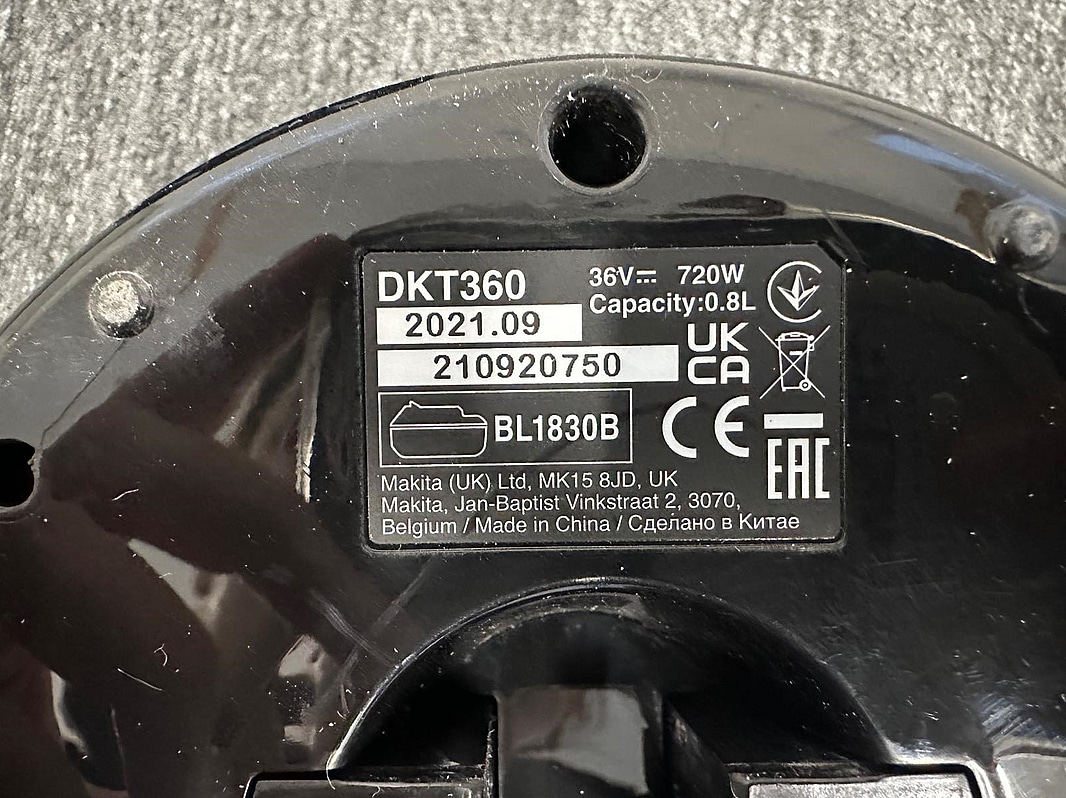 DKT360
36V⎓ 720W
Capacity:0.8L
2021.09
210920750
UK
CA
BL1830B
CE
EAC
Makita (UK) Ltd, MK15 8JD, UK
Makita, Jan-Baptist Vinkstraat 2, 3070,
Belgium / Made in China / Сделано в Китае